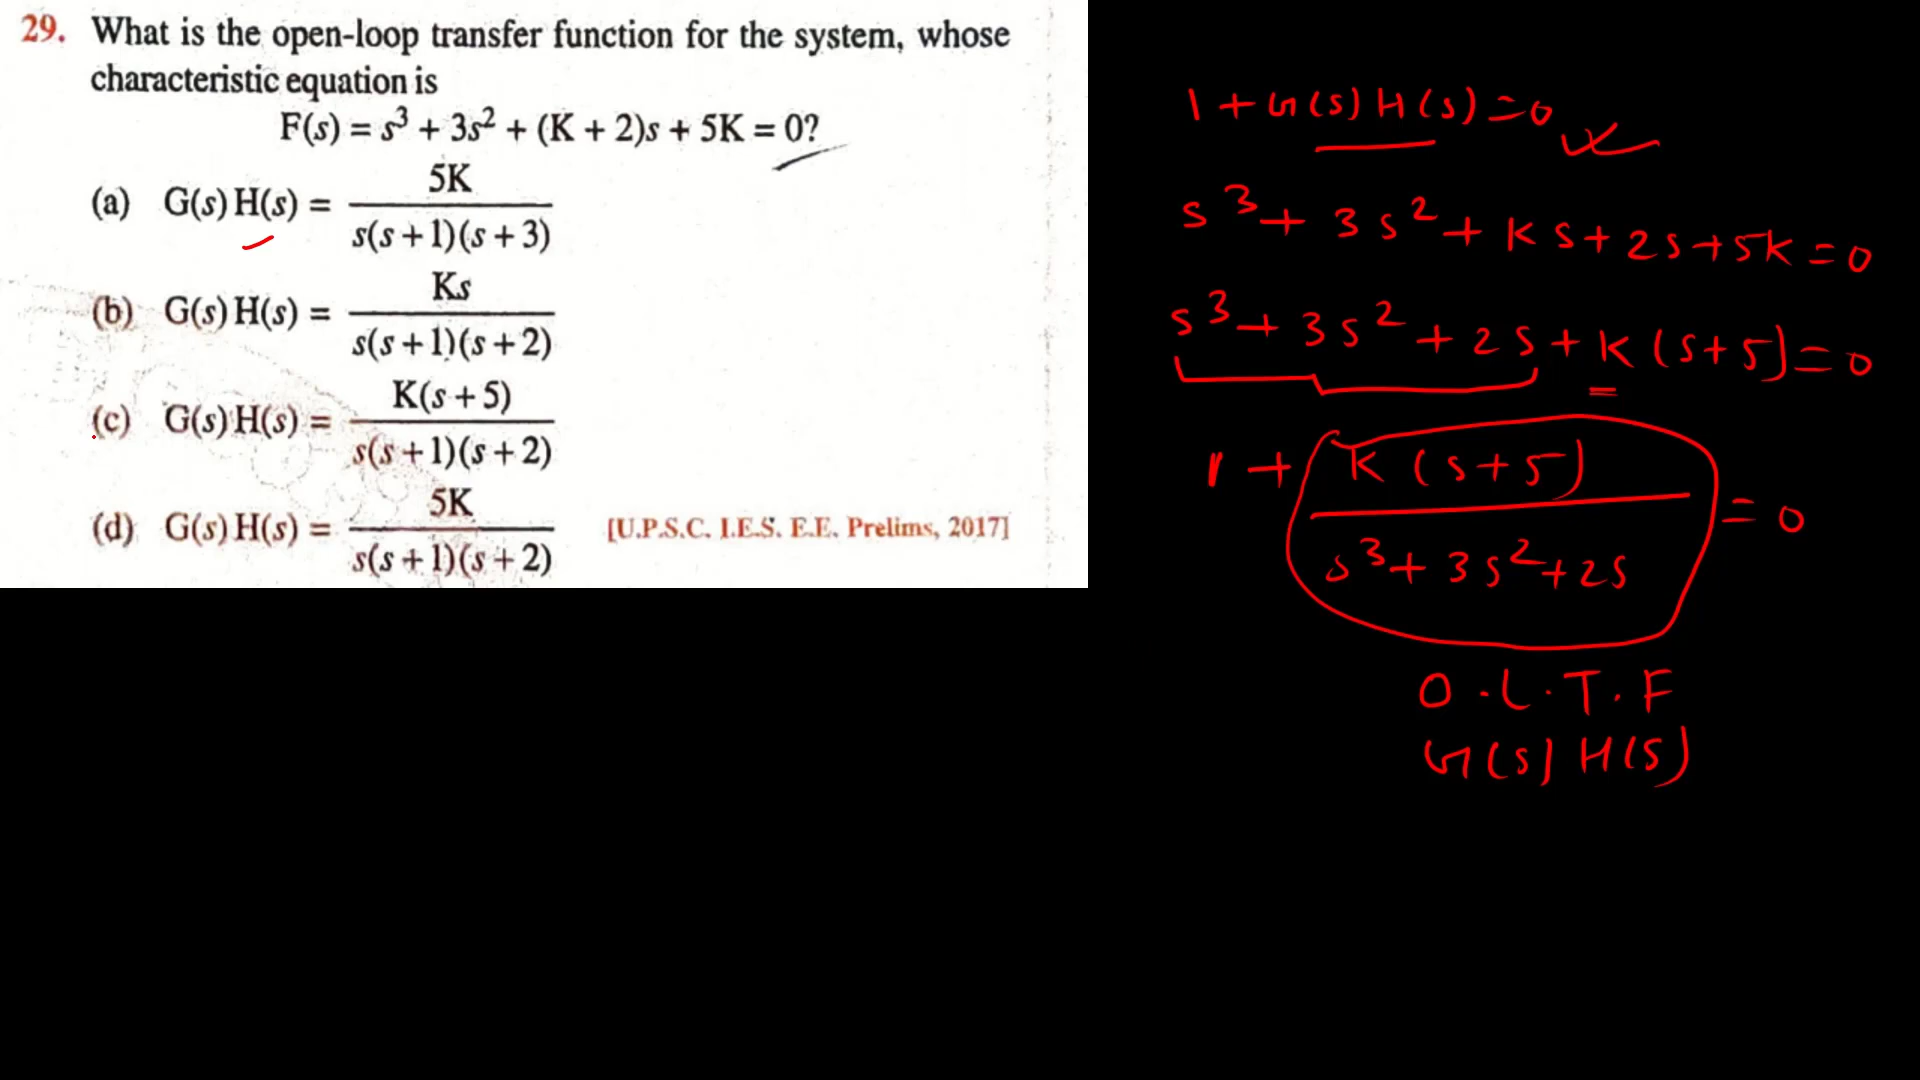 29. What is the open-loop transfer function for the system, whose
characteristic equation is
F(s) = s³ + 3s² + (K + 2)s + 5K = 0?
(a) G(s) H(s) = 5K / s(s + 1)(s + 3)
(b) G(s) H(s) = Ks / s(s + 1)(s + 2)
(c) G(s) H(s) = K(s + 5) / s(s + 1)(s + 2)
(d) G(s) H(s) = 5K / s(s + 1)(s + 2)
[U.P.S.C. I.E.S. E.E. Prelims, 2017]
1 + G(s) H(s) = 0
s³ + 3s² + Ks + 2s + 5K = 0
s³ + 3s² + 2s + K(s+5) = 0
1 + K(s+5) / s³ + 3s² + 2s = 0
O.L.T.F
G(s) H(s)